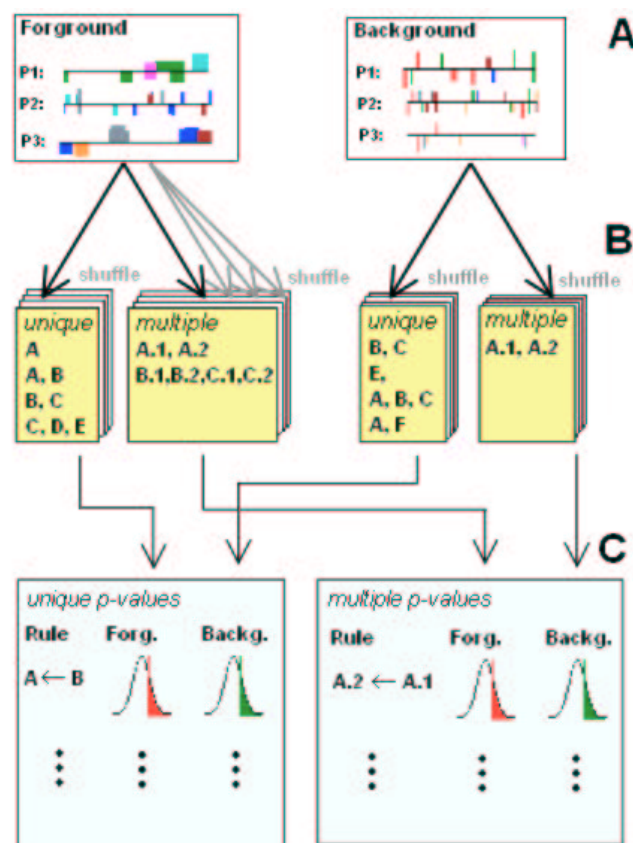 Forground
Background
A
P1:
P2:
P3:
P1:
P2:
P3:
B
shuffle
shuffle
shuffle
shuffle
unique
A
A, B
B, C
C, D, E
multiple
A.1, A.2
B.1,B.2,C.1,C.2
unique
B, C
E,
A, B, C
A, F
multiple
A.1, A.2
C
unique p-values
Rule Forg. Backg.
A ← B
multiple p-values
Rule Forg. Backg.
A.2 ← A.1